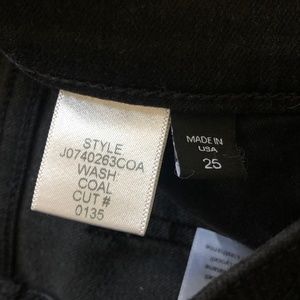 STYLE
J0740263COA
WASH:
COAL
CUT #
0135
MADE IN
USA
25